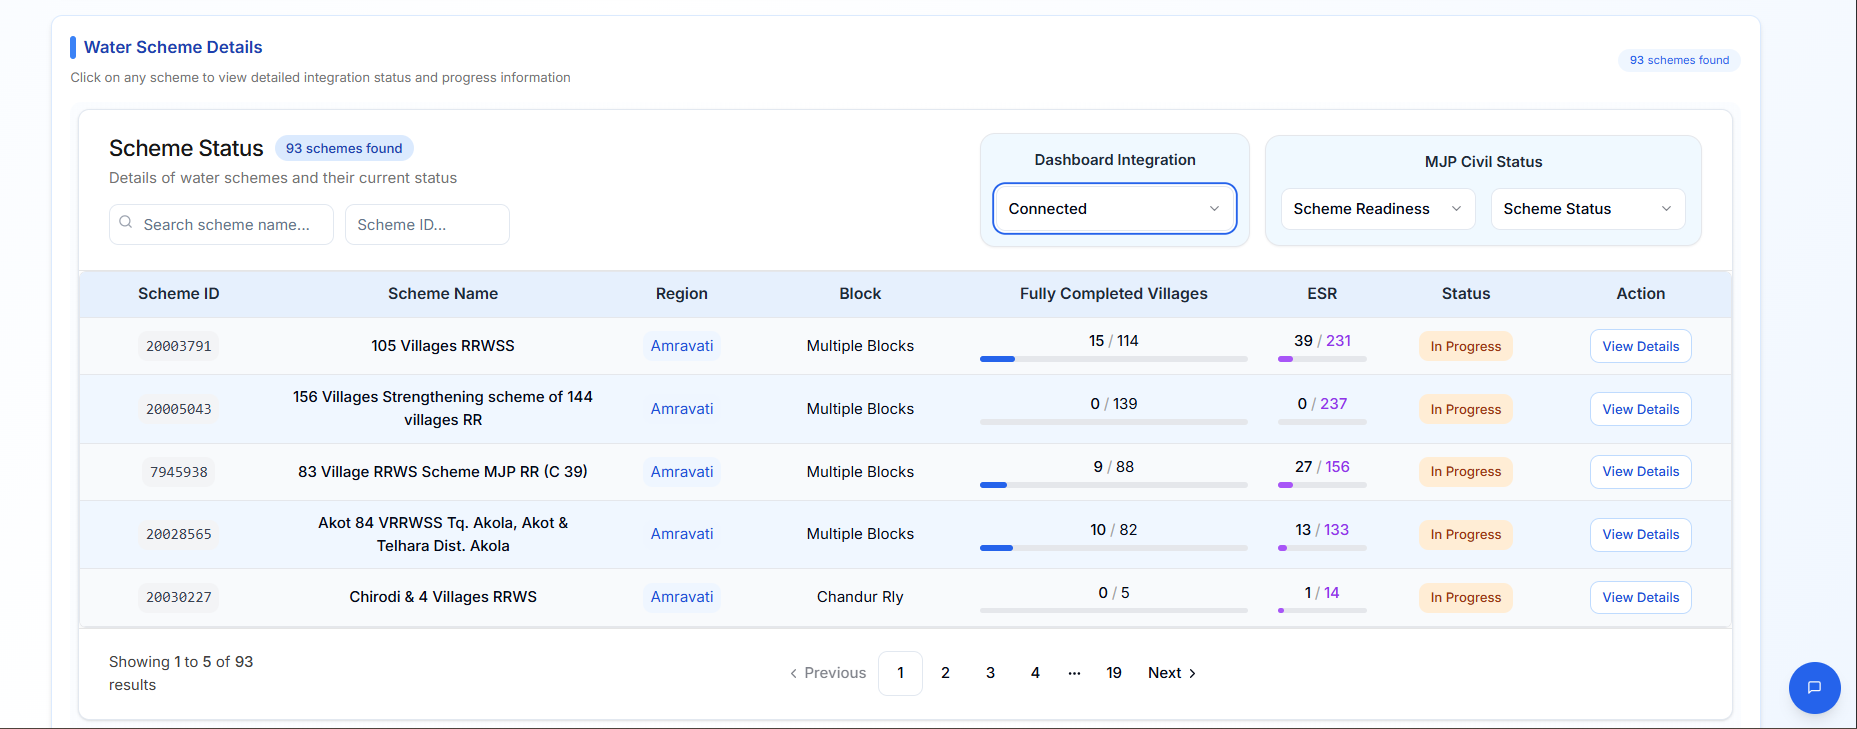 Water Scheme Details
Click on any scheme to view detailed integration status and progress information
93 schemes found
Scheme Status
93 schemes found
Details of water schemes and their current status
Search scheme name...
Scheme ID...
Dashboard Integration
Connected
MJP Civil Status
Scheme Readiness
Scheme Status
Scheme ID Scheme Name Region Block Fully Completed Villages ESR Status Action
20003791 105 Villages RRWSS Amravati Multiple Blocks 15 / 114 39 / 231 In Progress View Details
20005043 156 Villages Strengthening scheme of 144
villages RR Amravati Multiple Blocks 0 / 139 0 / 237 In Progress View Details
7945938 83 Village RRWS Scheme MJP RR (C 39) Amravati Multiple Blocks 9 / 88 27 / 156 In Progress View Details
20028565 Akot 84 VRRWSS Tq. Akola, Akot &
Telhara Dist. Akola Amravati Multiple Blocks 10 / 82 13 / 133 In Progress View Details
20030227 Chirodi & 4 Villages RRWS Amravati Chandur Rly 0 / 5 1 / 14 In Progress View Details
Showing 1 to 5 of 93
results
Previous 1 2 3 4 ... 19 Next